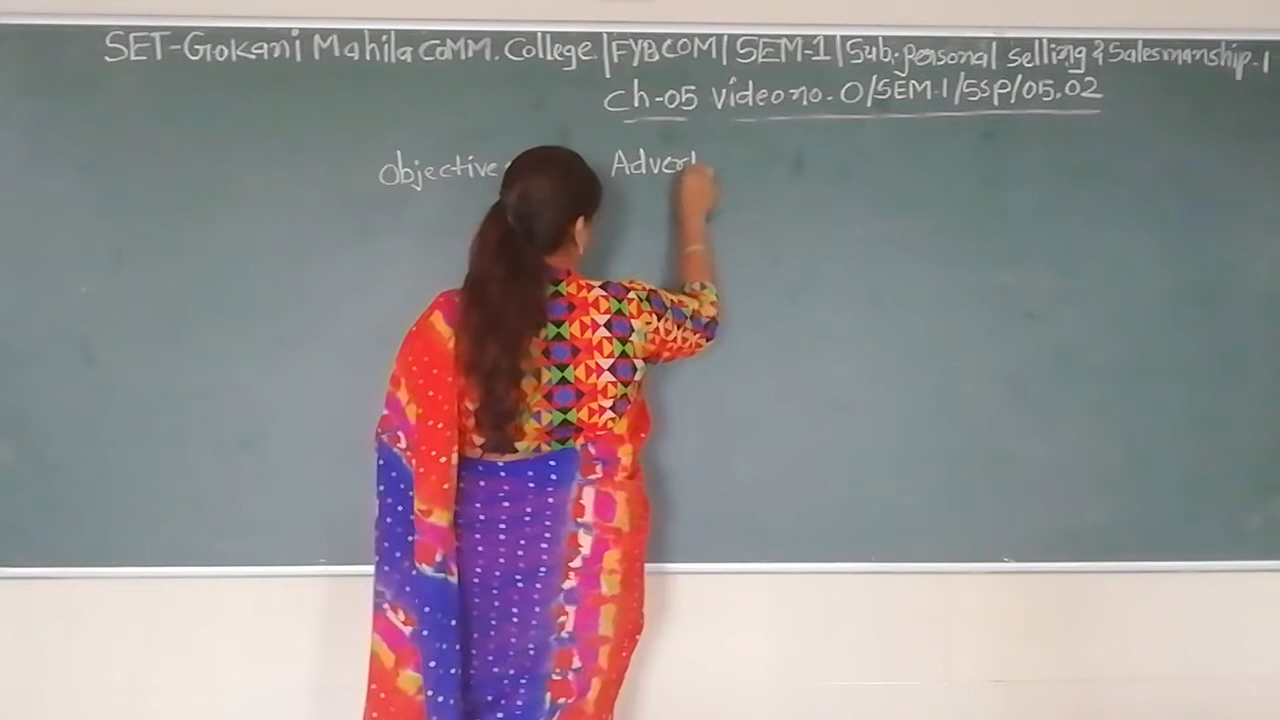 SET-Gokani Mahila COMM. College | FYBCOM | SEM-1 | Sub. personal selling & Salesmanship-1
Ch-05 video no. O/SEM-1/SSP/05.02
Objective Adver